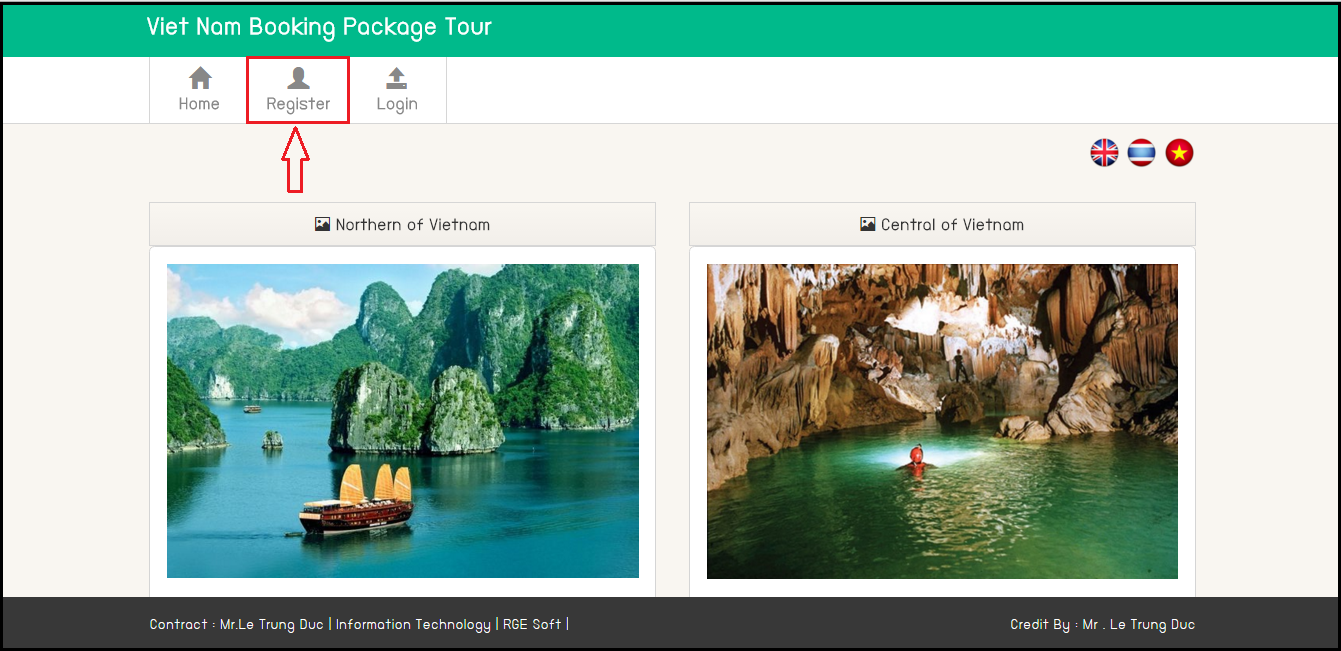 Viet Nam Booking Package Tour
Home
Register
Login
Northern of Vietnam
Central of Vietnam
Contract : Mr.Le Trung Duc | Information Technology | RGE Soft |
Credit By : Mr . Le Trung Duc